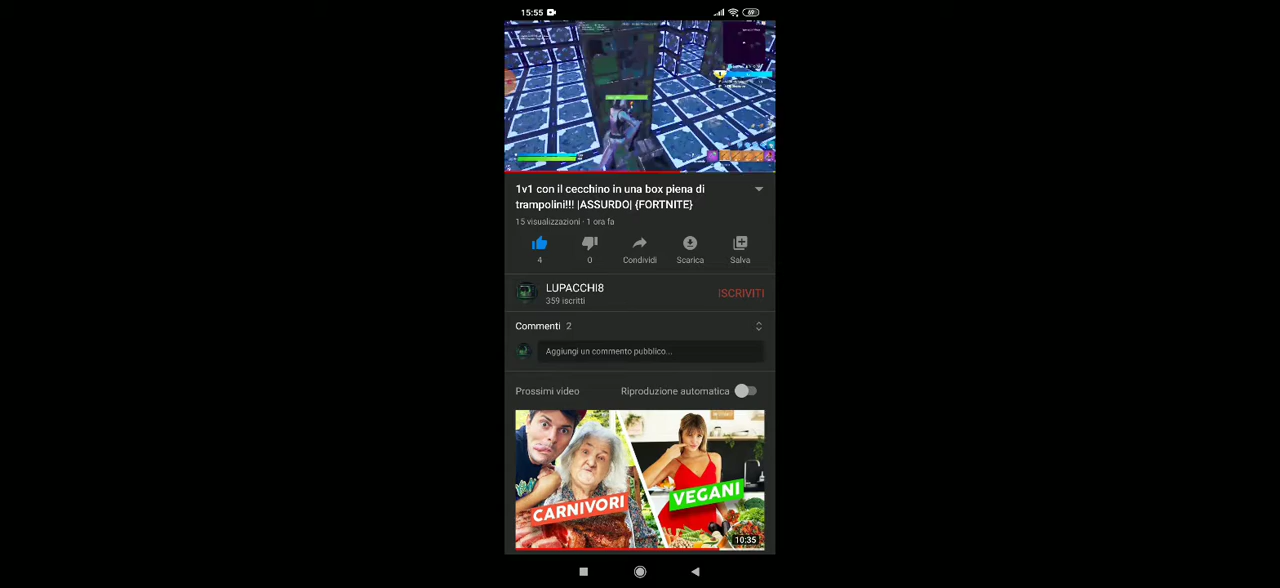 15:55
69
1v1 con il cecchino in una box piena di
trampolini!!! |ASSURDO| {FORTNITE}
15 visualizzazioni · 1 ora fa
4
0
Condividi
Scarica
Salva
LUPACCHI8
359 iscritti
ISCRIVITI
Commenti 2
Aggiungi un commento pubblico...
Prossimi video
Riproduzione automatica
CARNIVORI
VEGANI
10:35